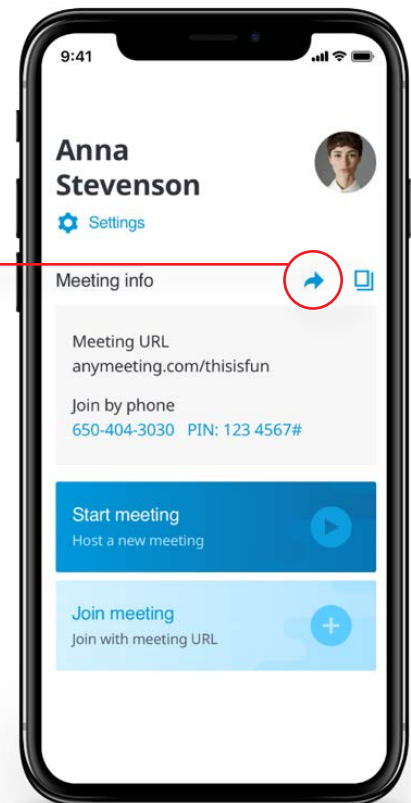 9:41
Anna
Stevenson
Settings
Meeting info
Meeting URL
anymeeting.com/thisisfun
Join by phone
650-404-3030 PIN: 123 4567#
Start meeting
Host a new meeting
Join meeting
Join with meeting URL